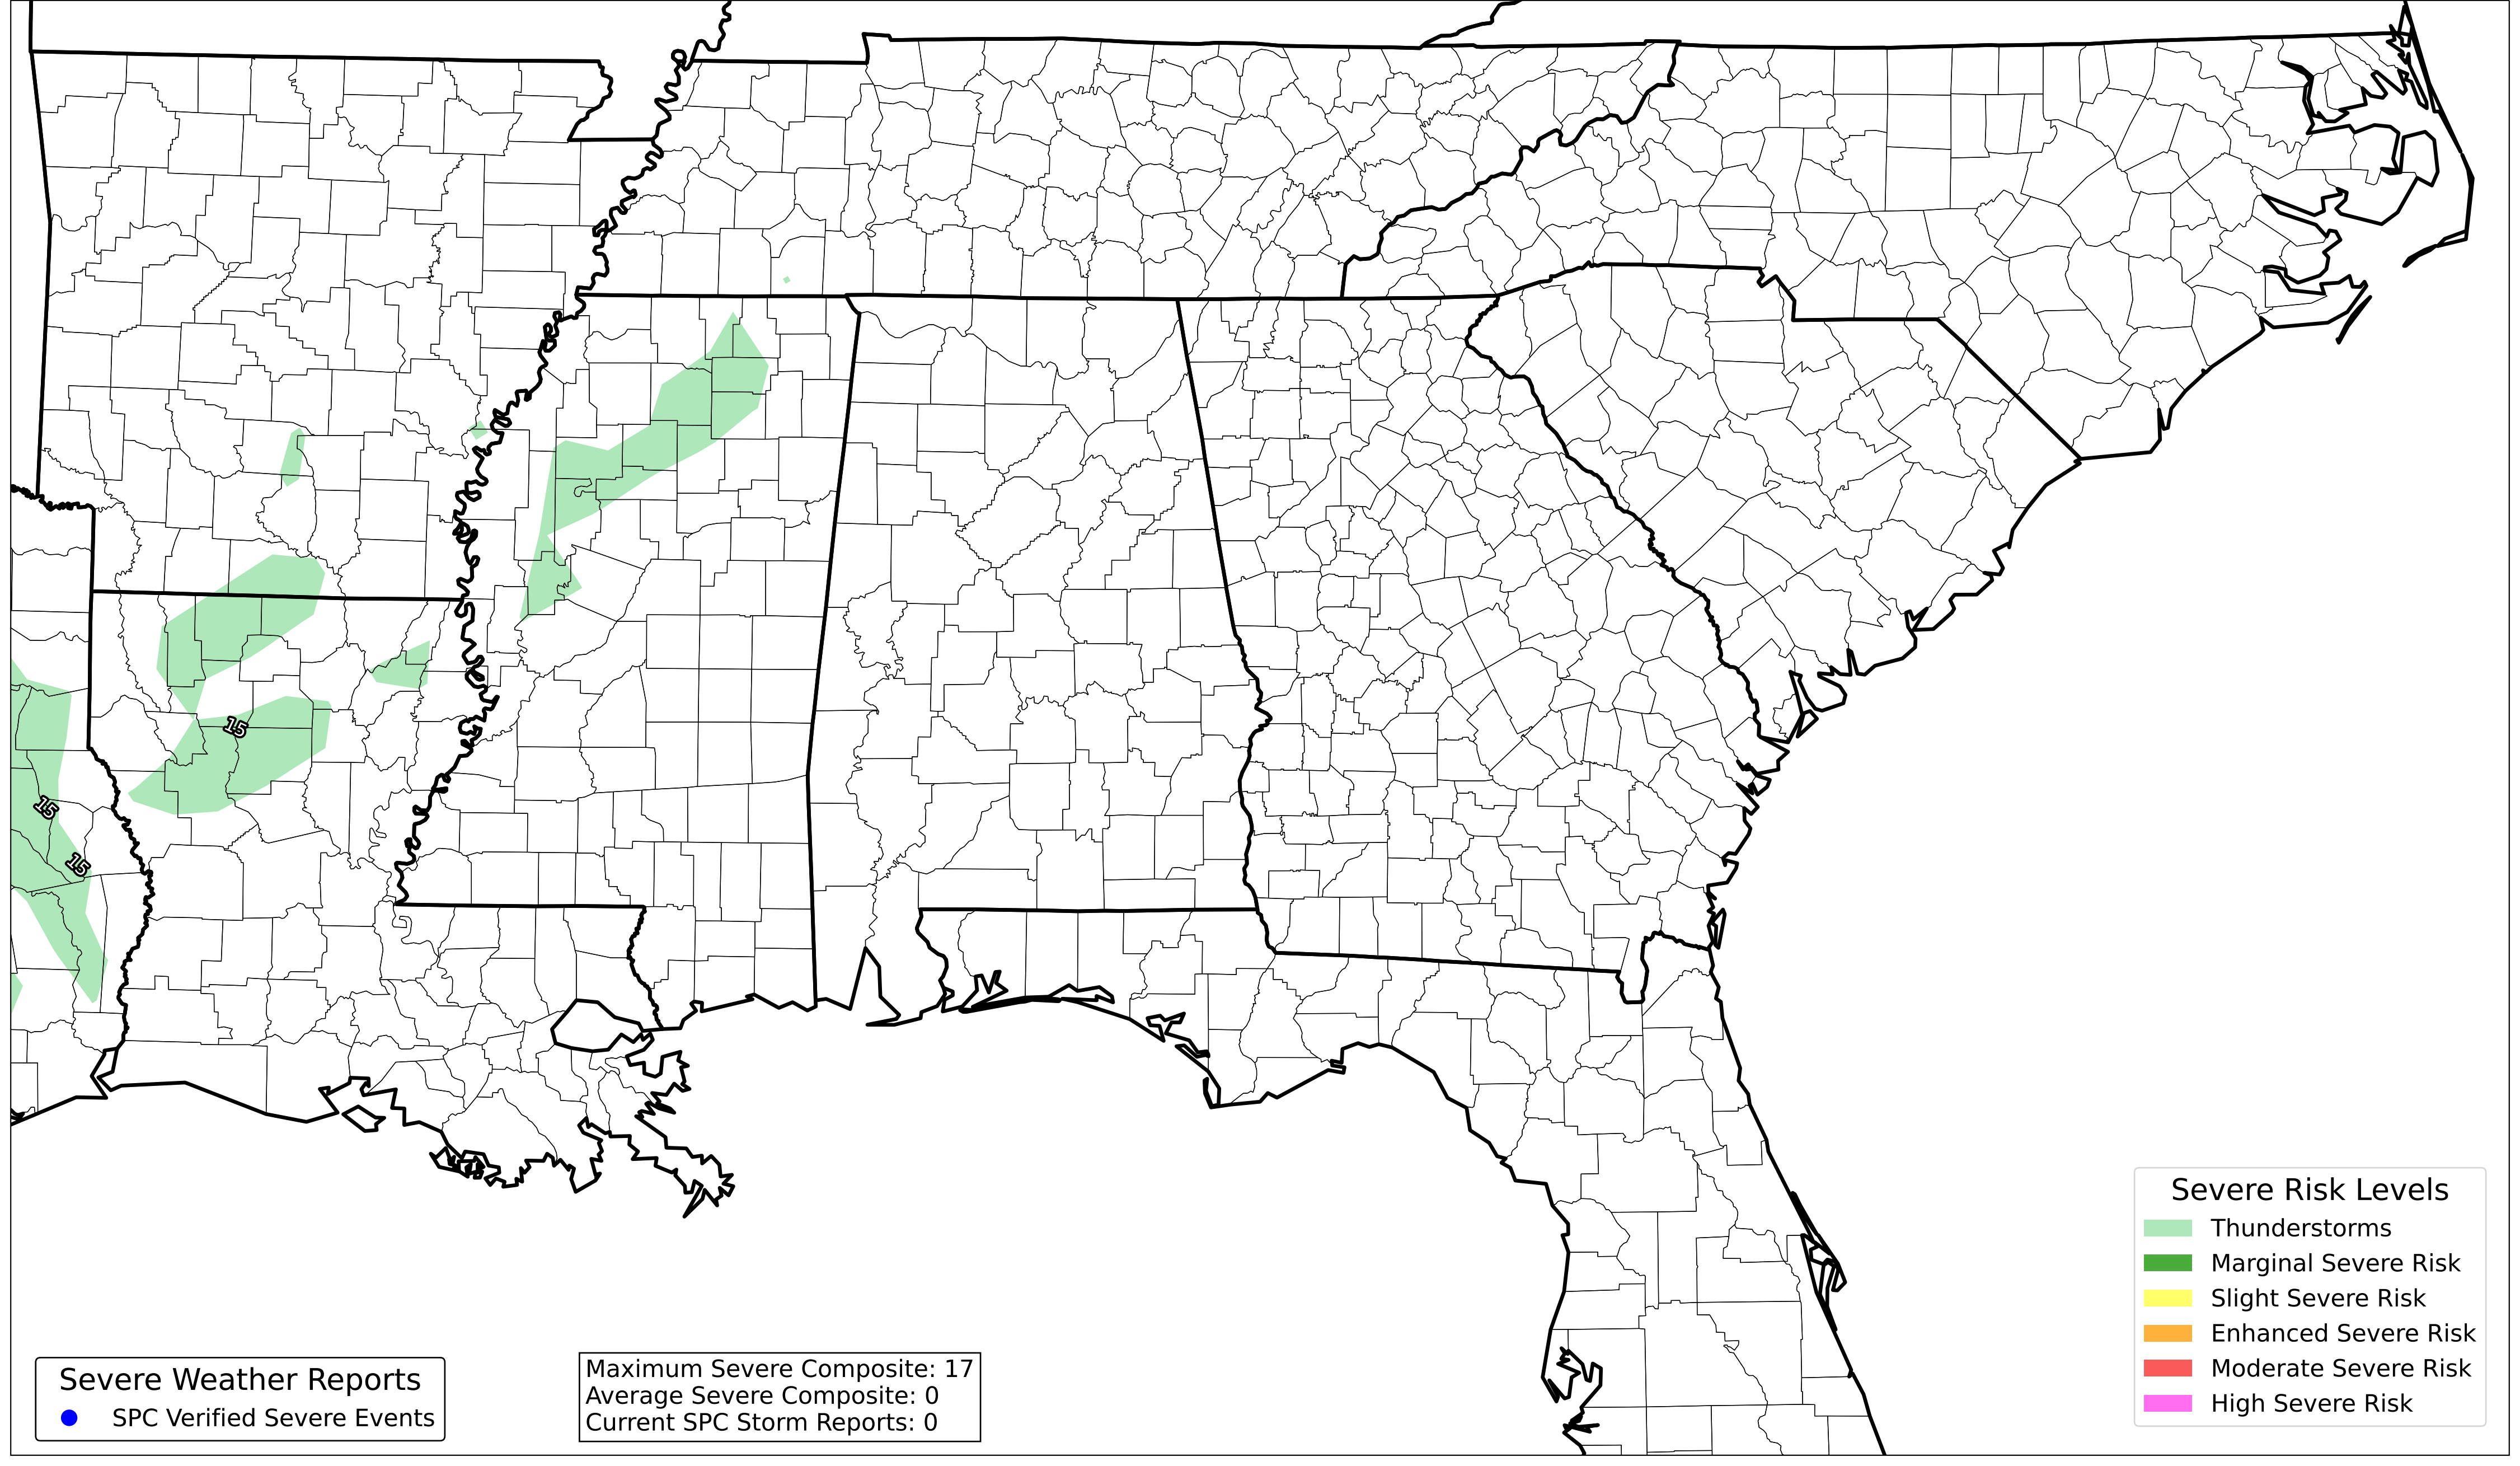 15
15
15
Severe Weather Reports
SPC Verified Severe Events
Maximum Severe Composite: 17
Average Severe Composite: 0
Current SPC Storm Reports: 0
Severe Risk Levels
Thunderstorms
Marginal Severe Risk
Slight Severe Risk
Enhanced Severe Risk
Moderate Severe Risk
High Severe Risk